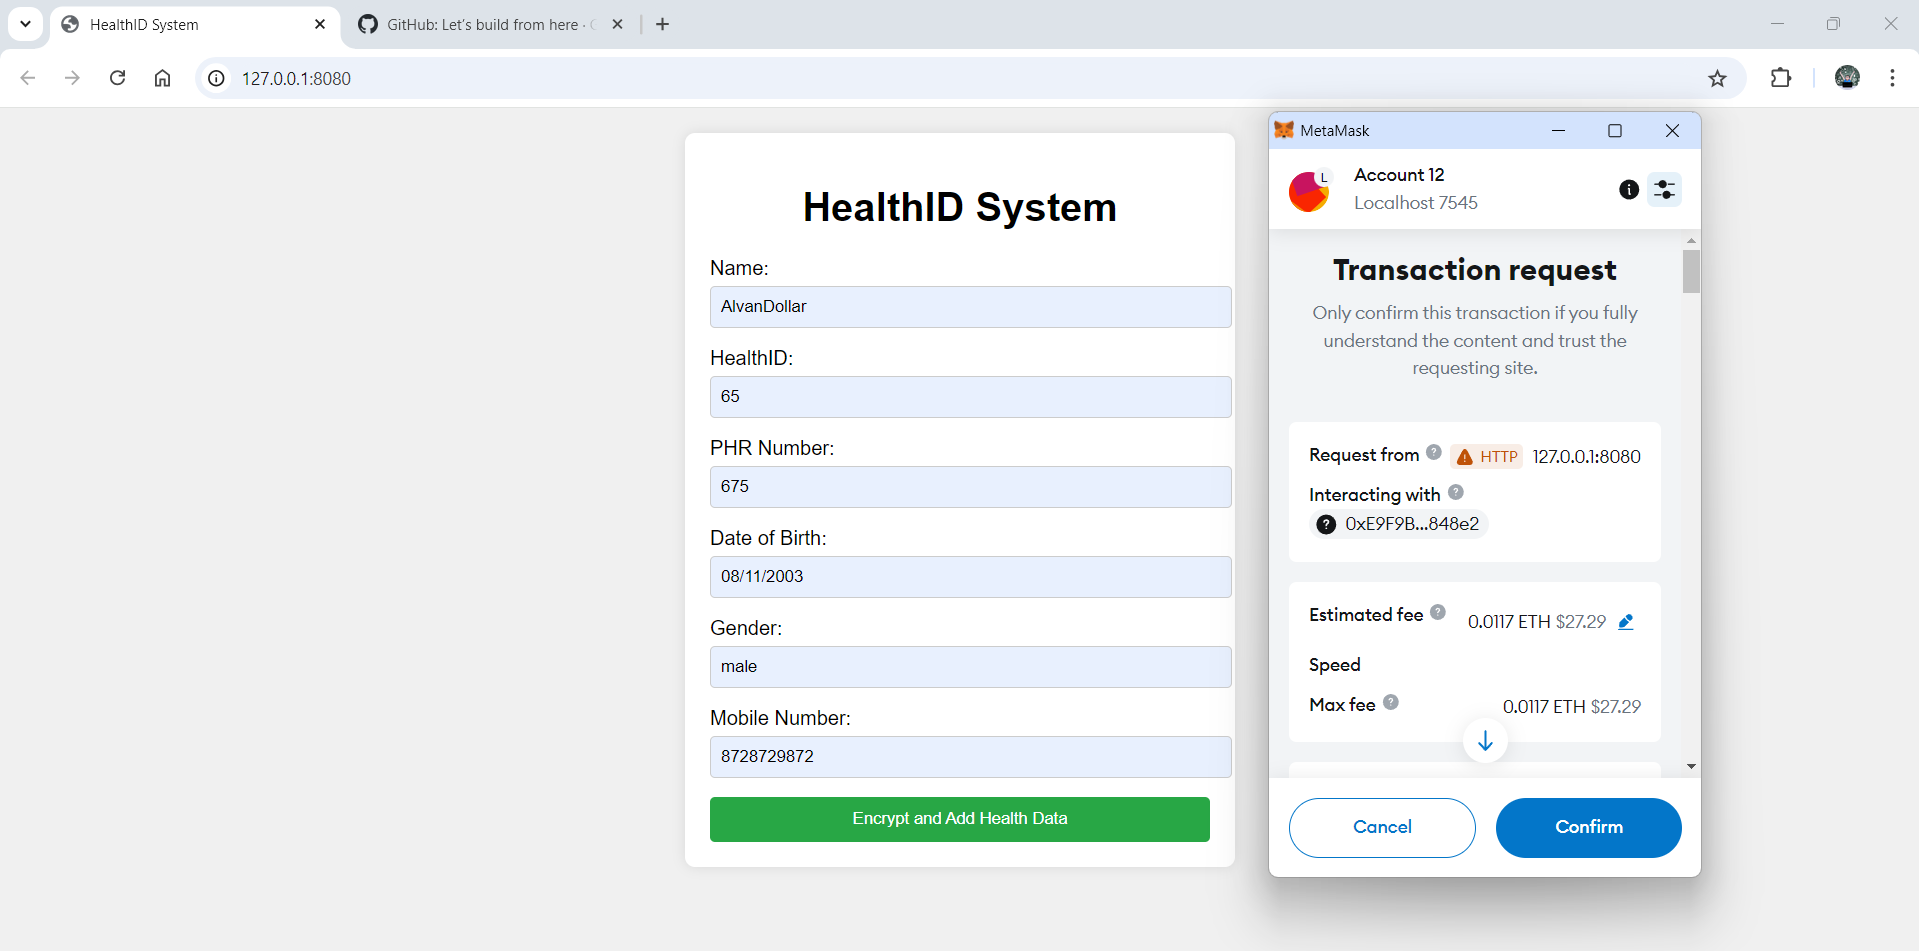 HealthID System
GitHub: Let's build from here ·
127.0.0.1:8080
HealthID System
Name:
AlvanDollar
HealthID:
65
PHR Number:
675
Date of Birth:
08/11/2003
Gender:
male
Mobile Number:
8728729872
Encrypt and Add Health Data
MetaMask
L
Account 12
Localhost 7545
Transaction request
Only confirm this transaction if you fully
understand the content and trust the
requesting site.
Request from ? HTTP 127.0.0.1:8080
Interacting with ?
? 0xE9F9B...848e2
Estimated fee ? 0.0117 ETH $27.29
Speed
Max fee ? 0.0117 ETH $27.29
Cancel
Confirm